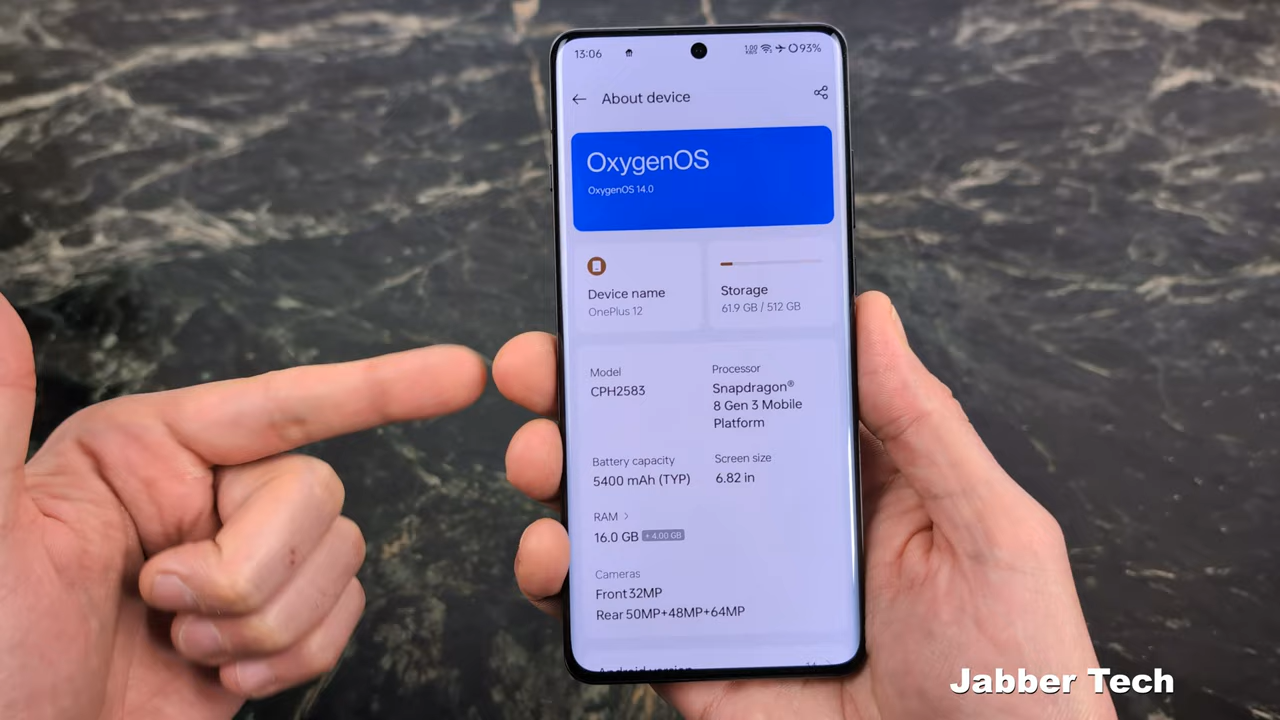 13:06
93%
About device
OxygenOS
OxygenOS 14.0
Device name
OnePlus 12
Storage
61.9 GB / 512 GB
Model
CPH2583
Processor
Snapdragon®
8 Gen 3 Mobile
Platform
Battery capacity
5400 mAh (TYP)
Screen size
6.82 in
RAM
16.0 GB + 4.00 GB
Cameras
Front 32MP
Rear 50MP+48MP+64MP
Android version
Jabber Tech